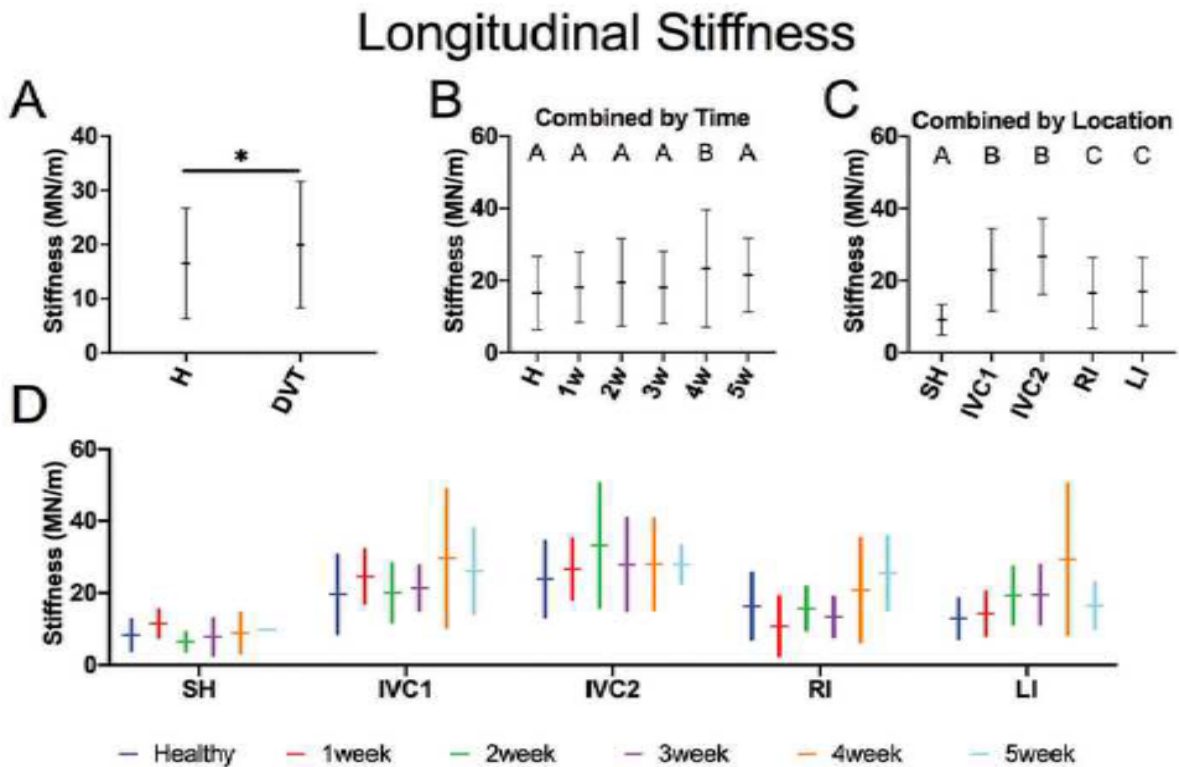 Longitudinal Stiffness
A
Stiffness (MN/m)
40
30
20
10
0
*
H
DVT
B
Combined by Time
Stiffness (MN/m)
60
40
20
0
A A A A B A
H 1w 2w 3w 4w 5w
C
Combined by Location
Stiffness (MN/m)
60
40
20
0
A B B C C
SH IVC1 IVC2 RI LI
D
Stiffness (MN/m)
60
40
20
0
SH IVC1 IVC2 RI LI
Healthy 1week 2week 3week 4week 5week